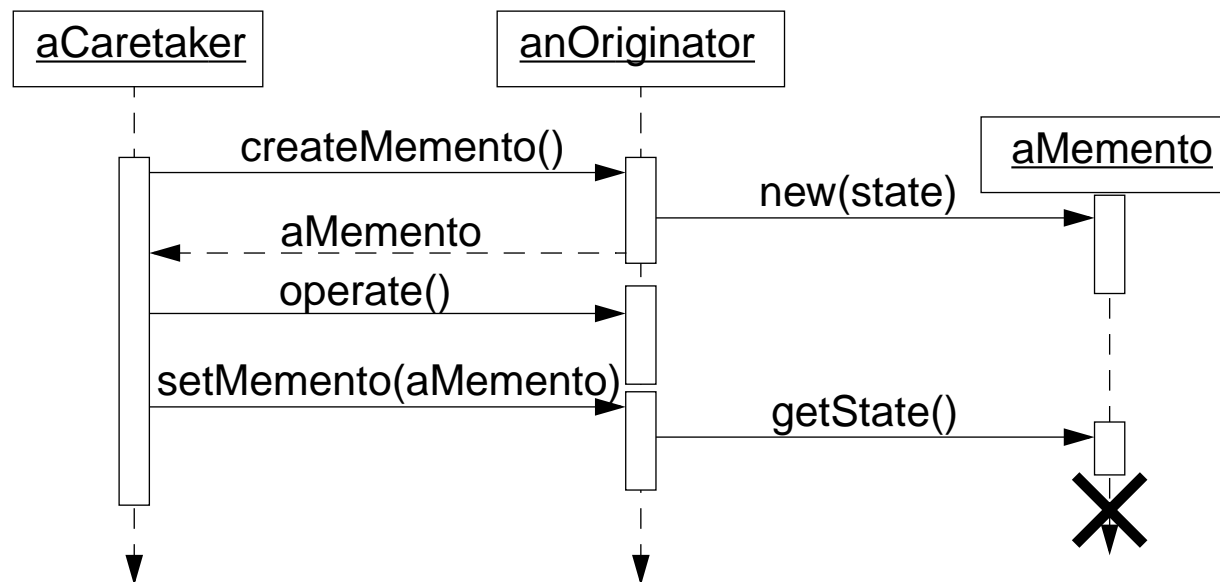 aCaretaker
anOriginator
aMemento
createMemento()
new(state)
aMemento
operate()
setMemento(aMemento)
getState()